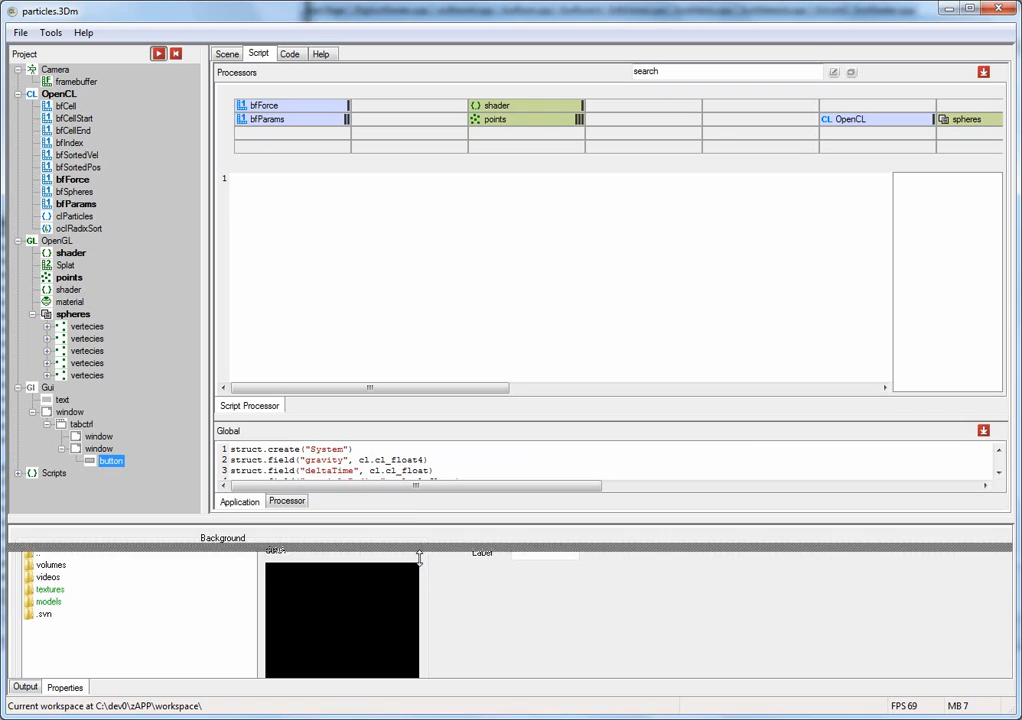 particles.3Dm
File Tools Help
Project
Scene Script Code Help
Camera
framebuffer
CL OpenCL
bfCell
bfCellStart
bfCellEnd
bfIndex
bfSortedVel
bfSortedPos
bfForce
bfSpheres
bfParams
clParticles
oclRadixSort
GL OpenGL
shader
Splat
points
shader
material
spheres
vertecies
vertecies
vertecies
vertecies
vertecies
GI Gui
text
window
tabctrl
window
window
button
Scripts
Processors
search
bfForce
shader
bfParams
points
CL OpenCL
spheres
1
Script Processor
Global
1 struct.create("System")
2 struct.field("gravity", cl.cl_float4)
3 struct.field("deltaTime", cl.cl_float)
Application Processor
Background
Label
..
volumes
videos
textures
models
.svn
Output Properties
Current workspace at C:\dev0\zAPP\workspace\
FPS 69
MB 7